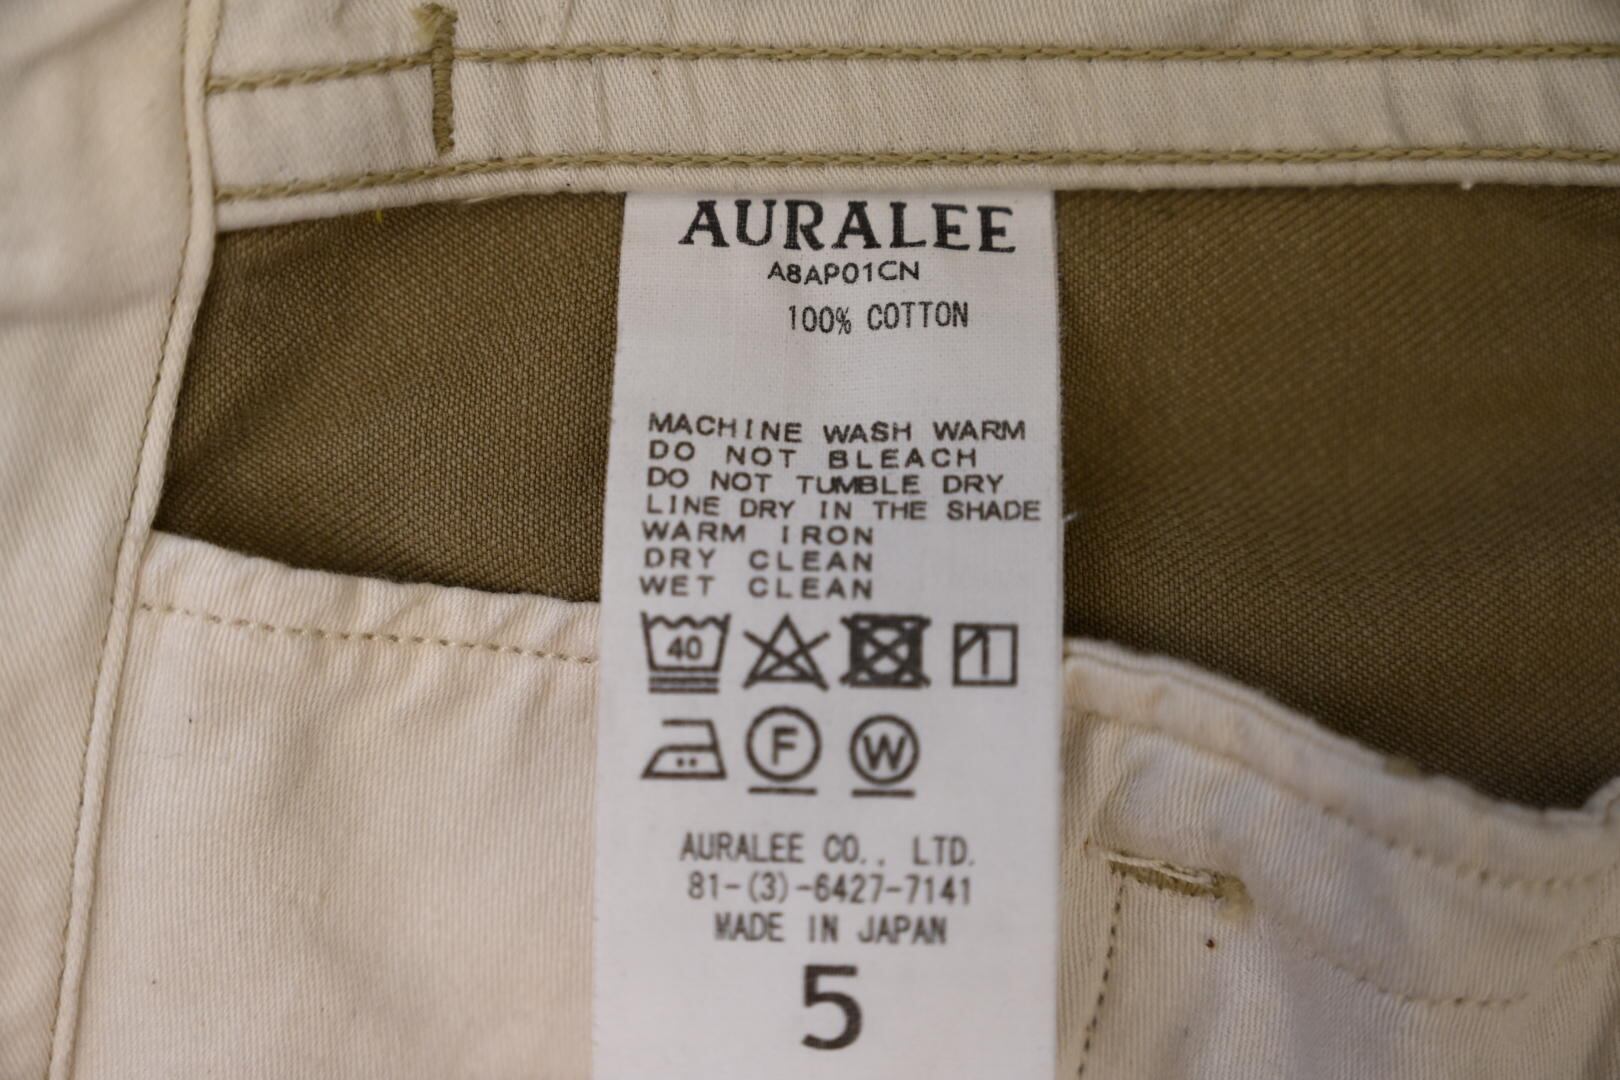 AURALEE
A8AP01CN
100% COTTON
MACHINE WASH WARM
DO NOT BLEACH
DO NOT TUMBLE DRY
LINE DRY IN THE SHADE
WARM IRON
DRY CLEAN
WET CLEAN
40
F W
AURALEE CO., LTD.
81-(3)-6427-7141
MADE IN JAPAN
5